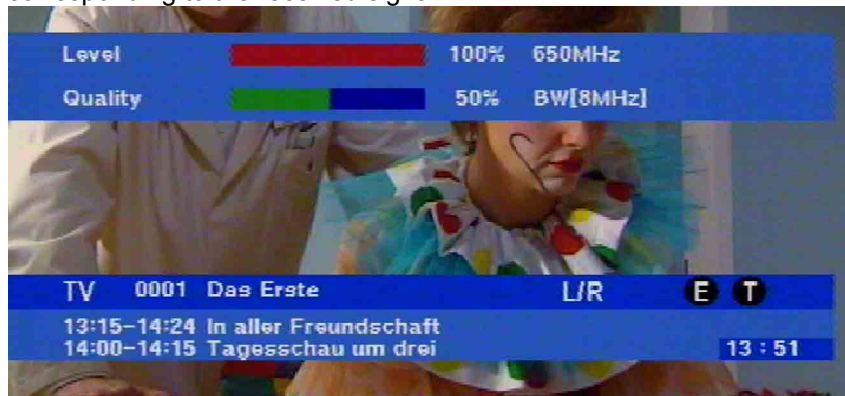 Level 100% 650MHz
Quality 50% BW[8MHz]
TV 0001 Das Erste L/R E T
13:15-14:24 In aller Freundschaft
14:00-14:15 Tagesschau um drei 13:51